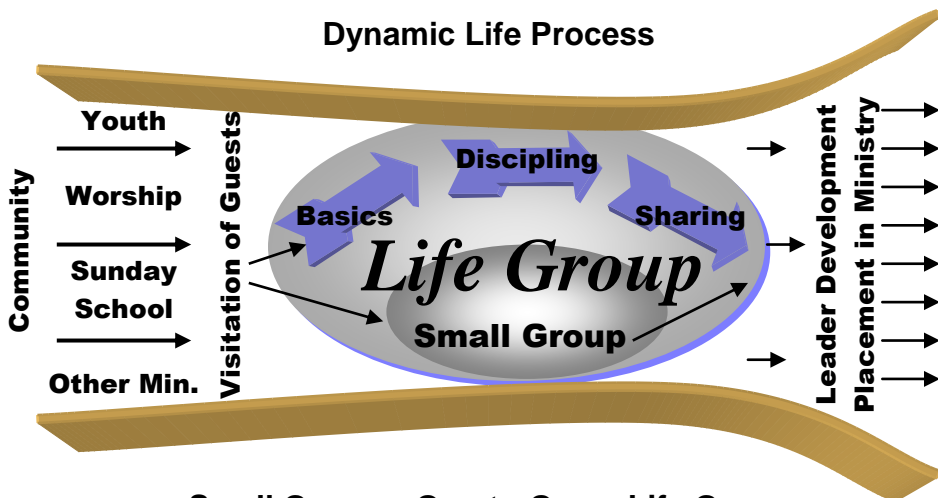 Dynamic Life Process
Community
Youth
Worship
Sunday
School
Other Min.
Visitation of Guests
Basics
Discipling
Sharing
Life Group
Small Group
Leader Development
Placement in Ministry